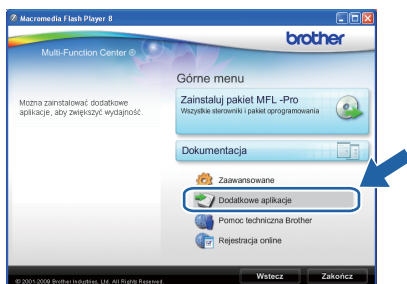 Macromedia Flash Player 8
brother
Multi-Function Center ®
Górne menu
Można zainstalować dodatkowe
aplikacje, aby zwiększyć wydajność.
Zainstaluj pakiet MFL -Pro
Wszystkie sterowniki i pakiet oprogramowania
Dokumentacja
Zaawansowane
Dodatkowe aplikacje
Pomoc techniczna Brother
Rejestracja online
© 2001-2009 Brother Industries, Ltd. All Rights Reserved.
Wstecz
Zakończ